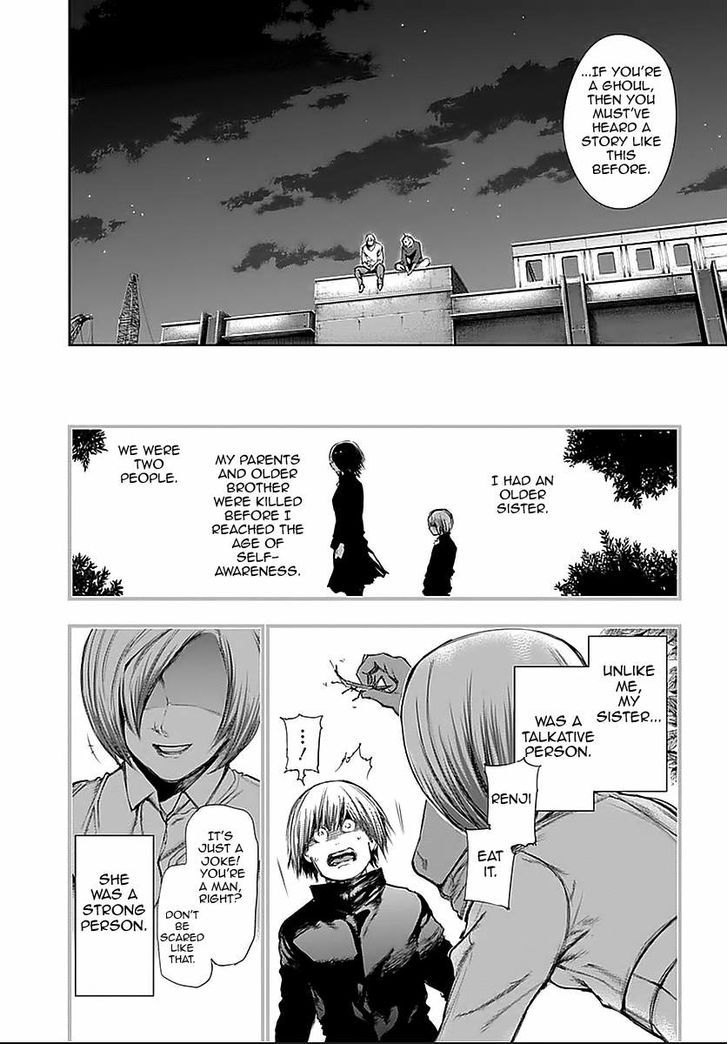 ...IF YOU'RE
A GHOUL,
THEN YOU
MUST'VE
HEARD A
STORY LIKE
THIS
BEFORE.
I HAD AN
OLDER
SISTER.
MY PARENTS
AND OLDER
BROTHER
WERE KILLED
BEFORE I
REACHED THE
AGE OF
SELF-
AWARENESS.
WE WERE
TWO
PEOPLE.
UNLIKE
ME,
MY
SISTER...
WAS A
TALKATIVE
PERSON.
RENJI
EAT
IT.
...!
IT'S
JUST A
JOKE!
YOU'RE
A MAN,
RIGHT?
DON'T
BE
SCARED
LIKE
THAT.
SHE
WAS A
STRONG
PERSON.